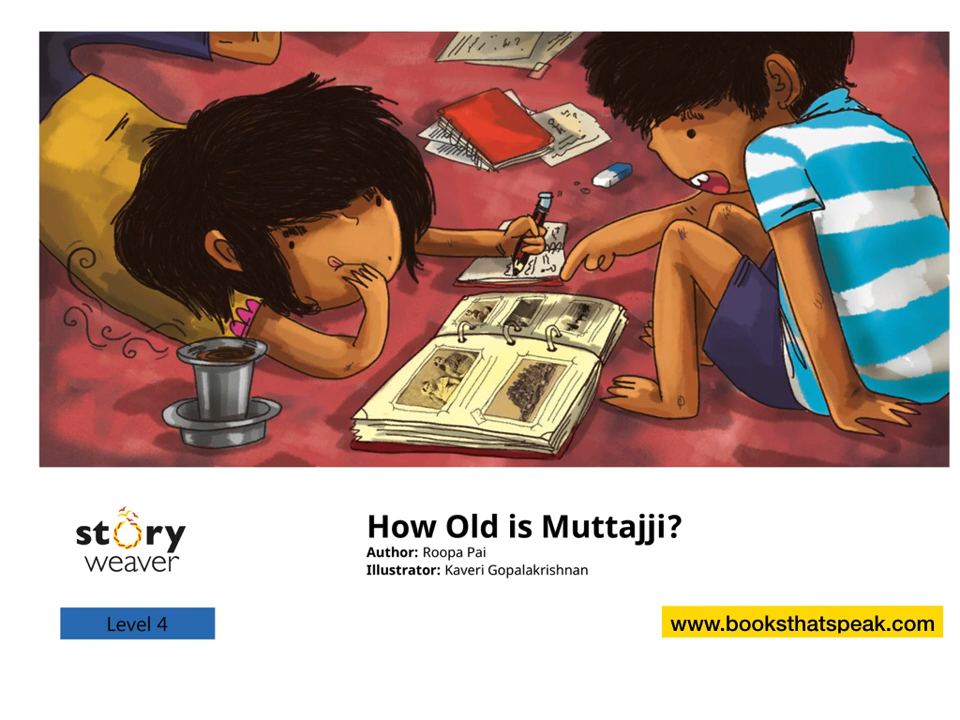 story
weaver
How Old is Muttajji?
Author: Roopa Pai
Illustrator: Kaveri Gopalakrishnan
Level 4
www.booksthatspeak.com